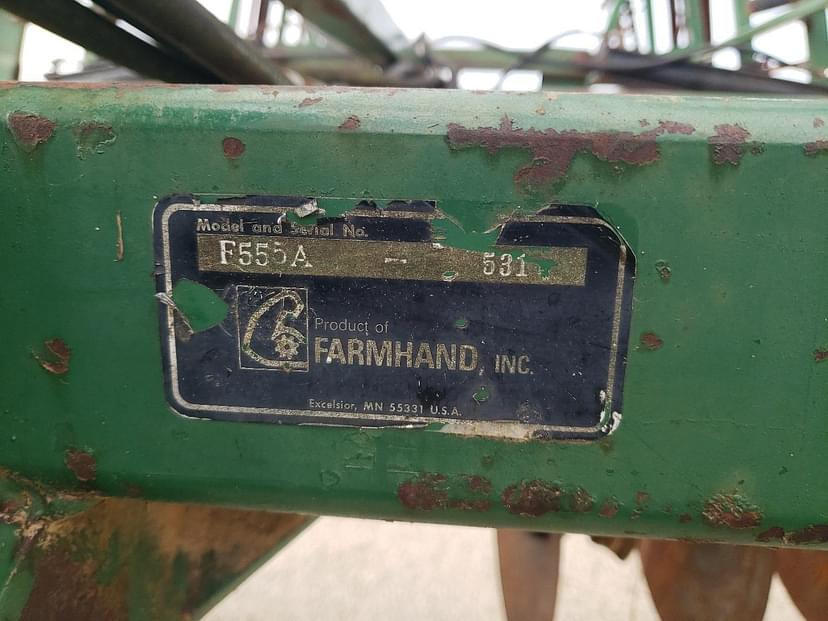 Model and Serial No.
F555A - 531
Product of
FARMHAND, INC.
Excelsior, MN 55331 U.S.A.